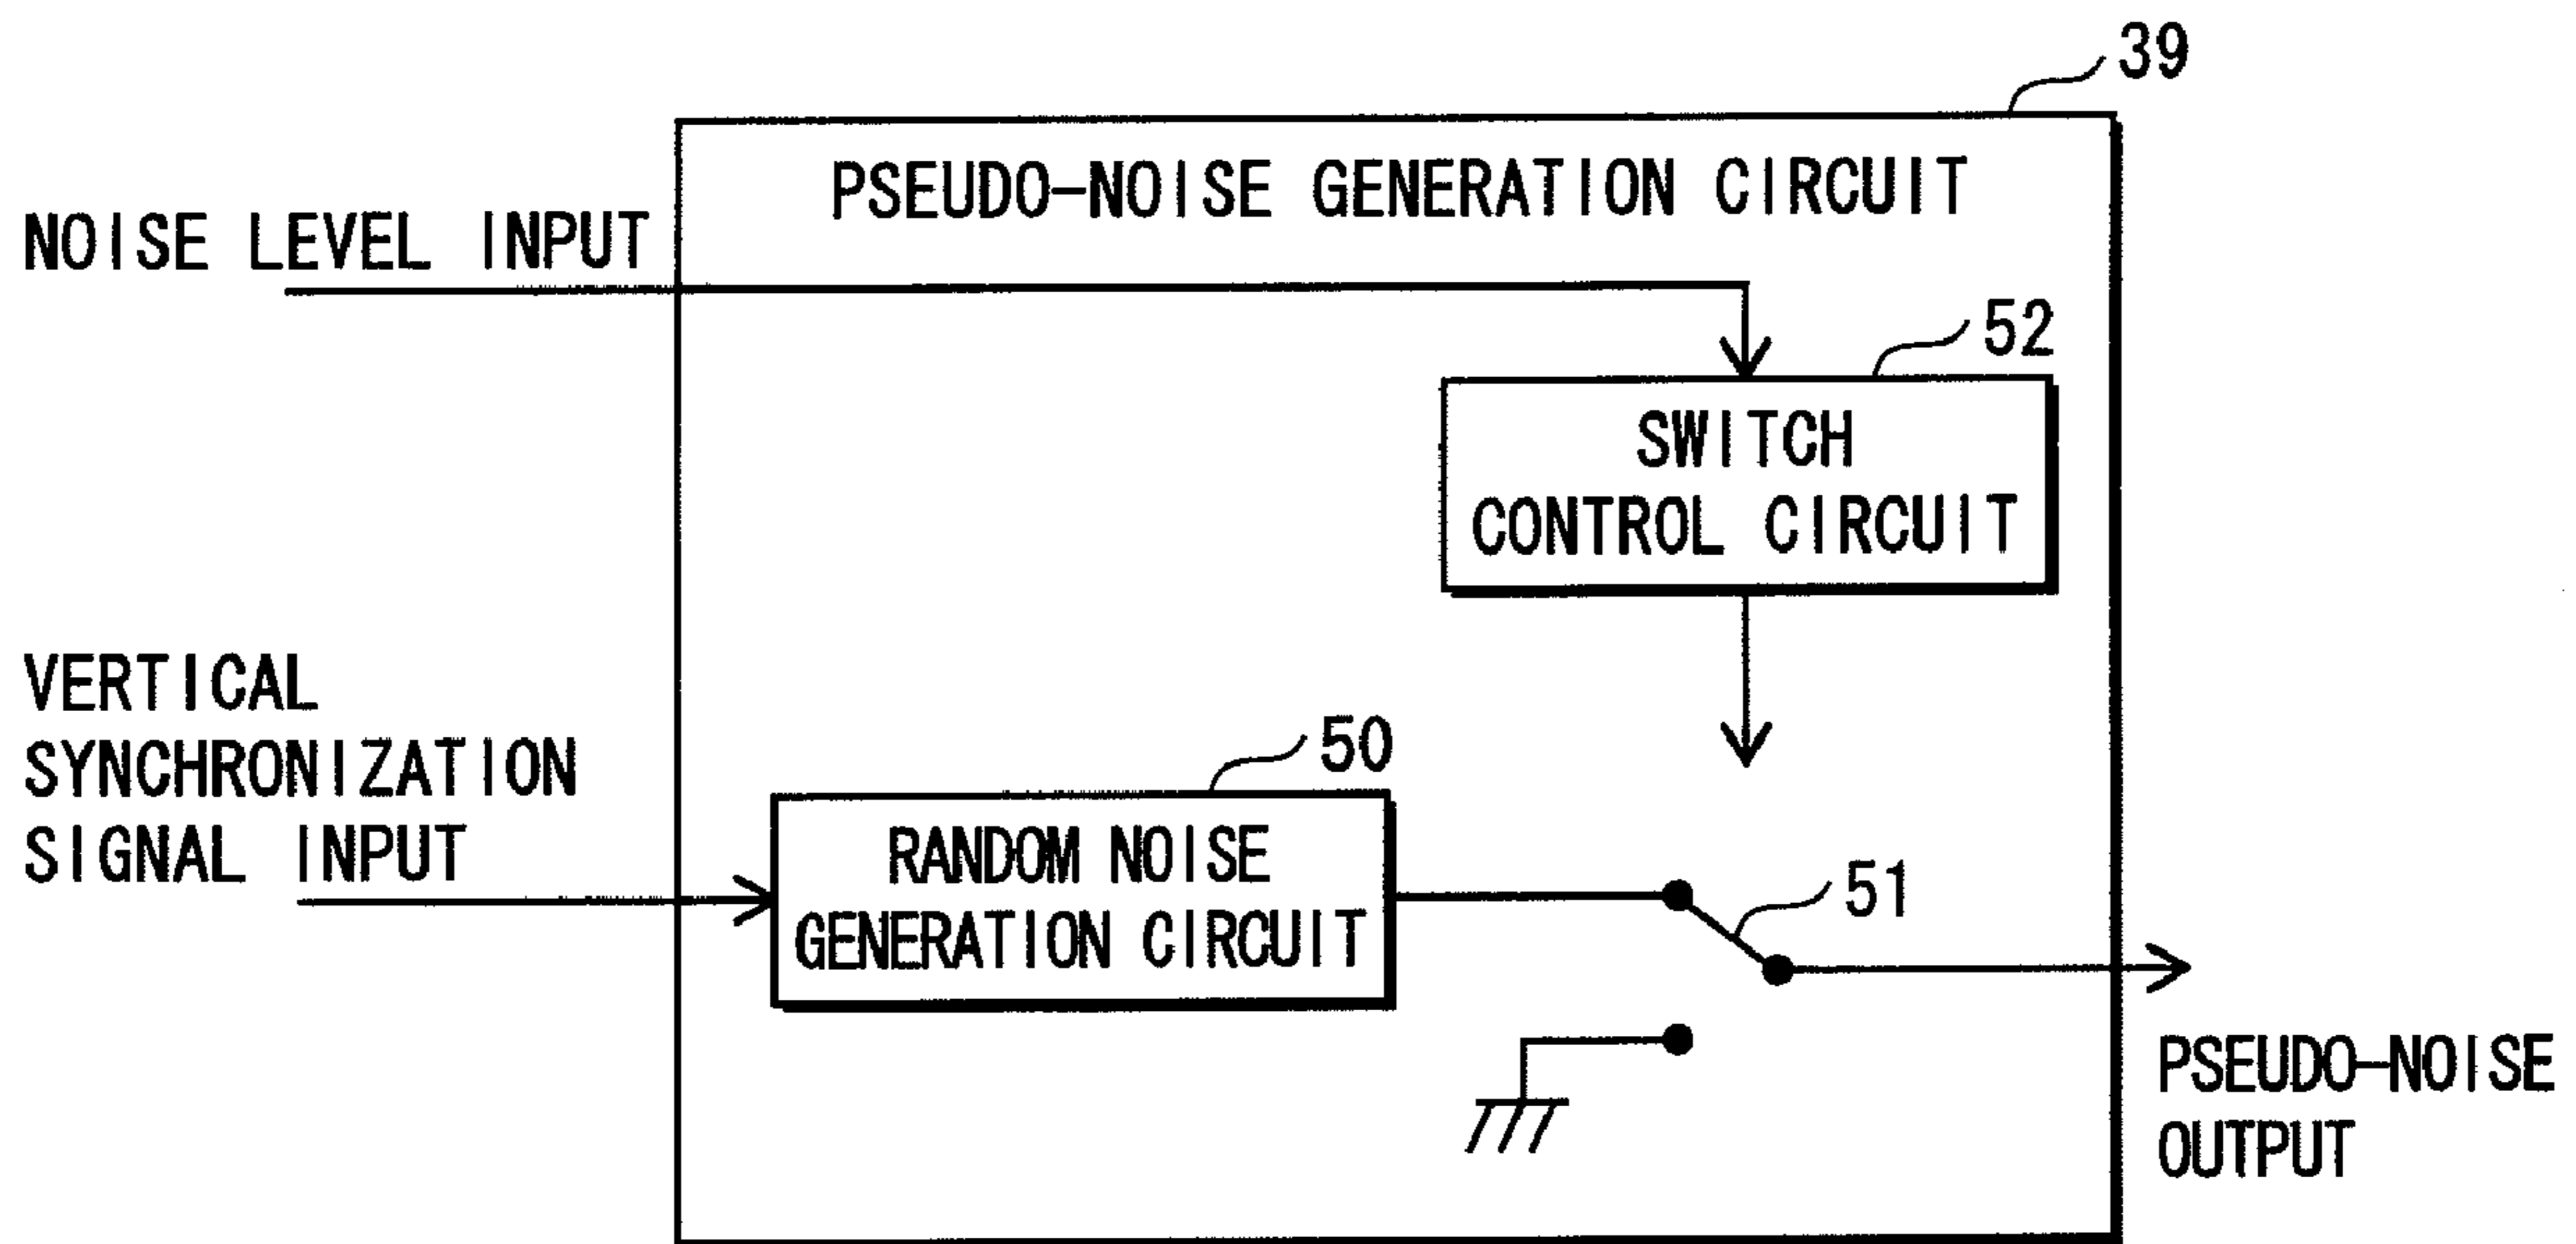 39
PSEUDO-NOISE GENERATION CIRCUIT
NOISE LEVEL INPUT
52
SWITCH
CONTROL CIRCUIT
VERTICAL
SYNCHRONIZATION
SIGNAL INPUT
50
RANDOM NOISE
GENERATION CIRCUIT
51
PSEUDO-NOISE
OUTPUT